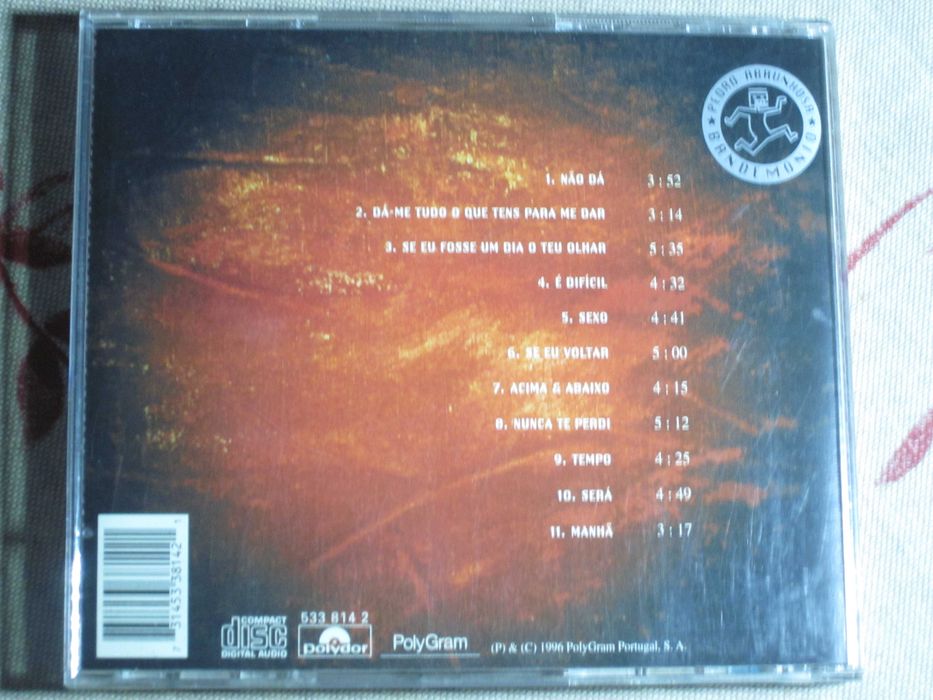 PEDRO ABRUNHOSA
BANDEMÓNIO
1. NÃO DÁ 3:52
2. DÁ-ME TUDO O QUE TENS PARA ME DAR 3:14
3. SE EU FOSSE UM DIA O TEU OLHAR 5:35
4. É DIFÍCIL 4:32
5. SEXO 4:41
6. SE EU VOLTAR 5:00
7. ACIMA & ABAIXO 4:15
8. NUNCA TE PERDI 5:12
9. TEMPO 4:25
10. SERÁ 4:49
11. MANHÃ 3:17
7 31453 38142 1
COMPACT
disc
DIGITAL AUDIO
533 814 2
polydor
PolyGram
(P) & (C) 1996 PolyGram Portugal, S. A.